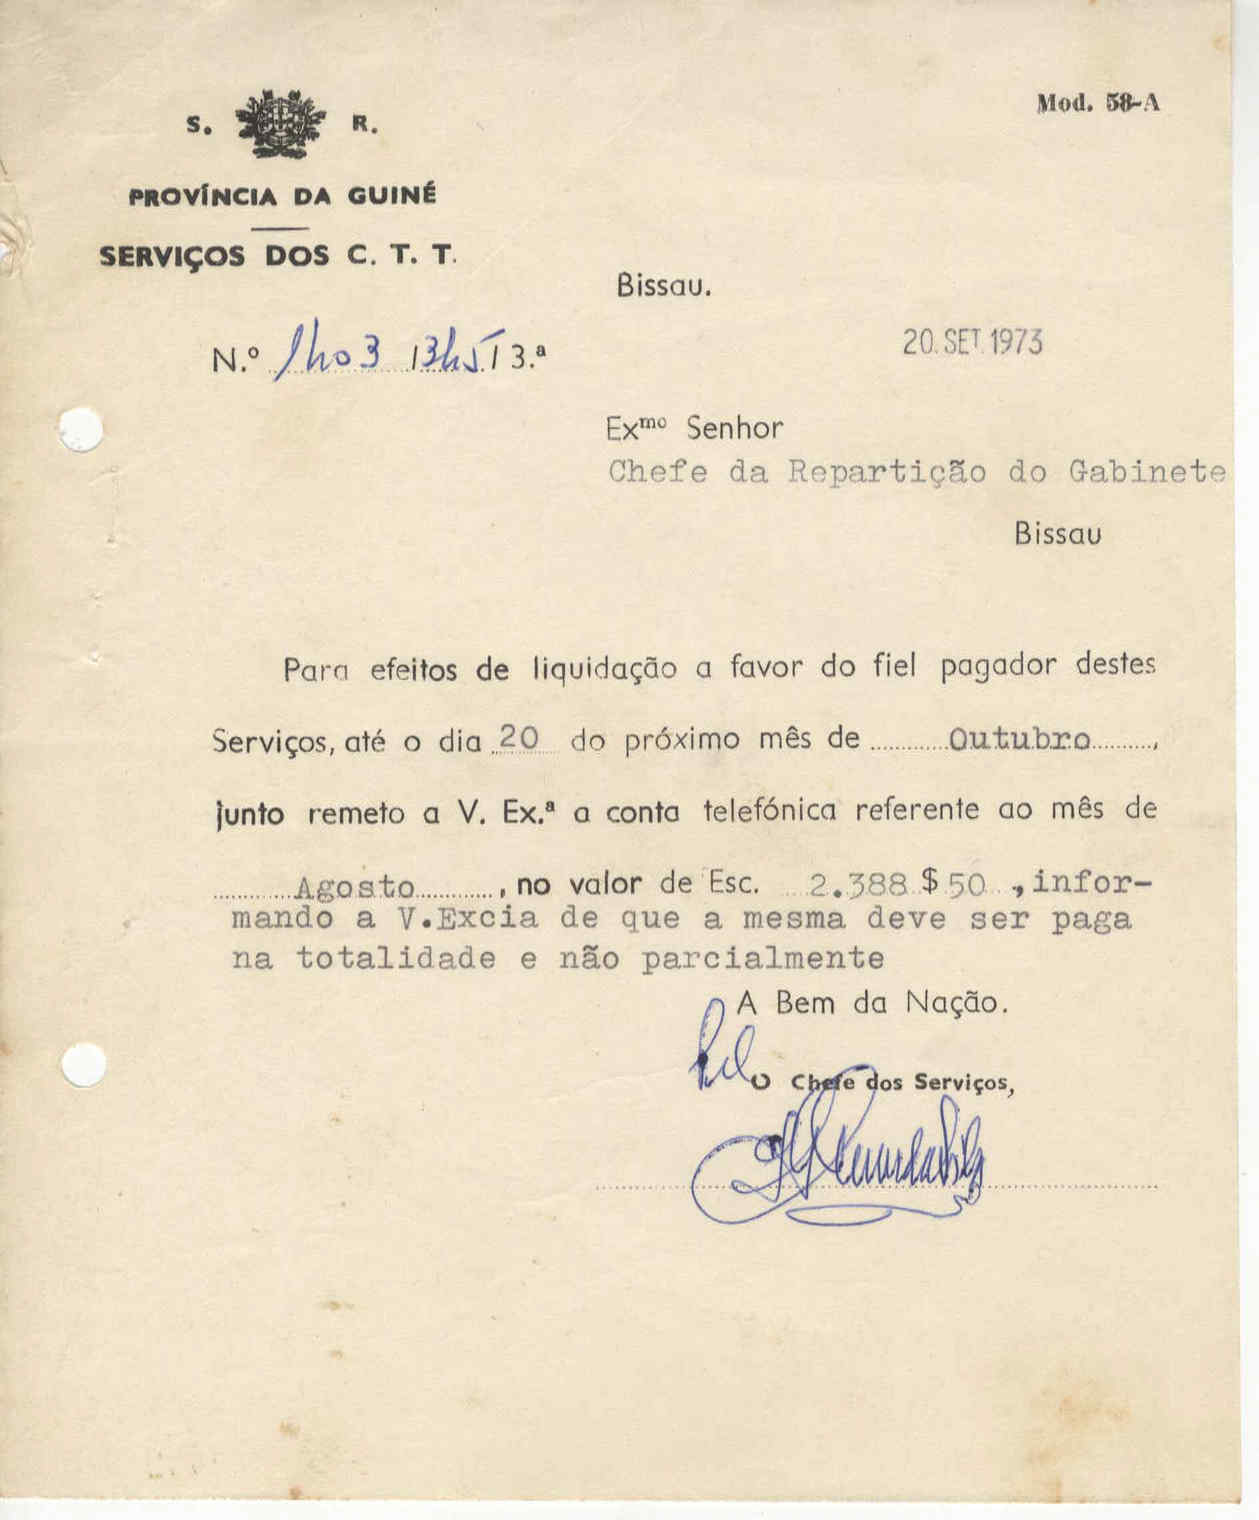 Mod. 58-A
S. R.
PROVÍNCIA DA GUINÉ
SERVIÇOS DOS C. T. T.
Bissau.
20. SET. 1973
N.º 1403 / 345 / 3.ª
Exmo Senhor
Chefe da Repartição do Gabinete
Bissau
Para efeitos de liquidação a favor do fiel pagador destes
Serviços, até o dia 20 do próximo mês de Outubro,
junto remeto a V. Ex.ª a conta telefónica referente ao mês de
Agosto, no valor de Esc. 2.388$50, infor-
mando a V.Excia de que a mesma deve ser paga
na totalidade e não parcialmente
A Bem da Nação.
Pel O Chefe dos Serviços,